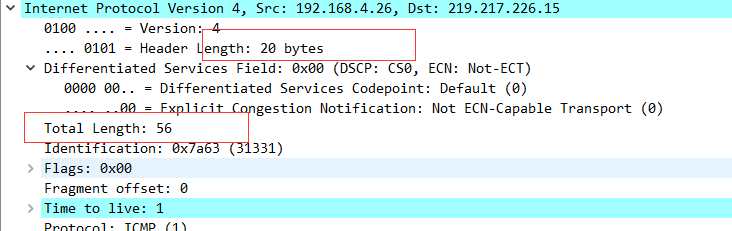 Internet Protocol Version 4, Src: 192.168.4.26, Dst: 219.217.226.15
0100 .... = Version: 4
.... 0101 = Header Length: 20 bytes
Differentiated Services Field: 0x00 (DSCP: CS0, ECN: Not-ECT)
0000 00.. = Differentiated Services Codepoint: Default (0)
.... ..00 = Explicit Congestion Notification: Not ECN-Capable Transport (0)
Total Length: 56
Identification: 0x7a63 (31331)
Flags: 0x00
Fragment offset: 0
Time to live: 1
Protocol: ICMP (1)